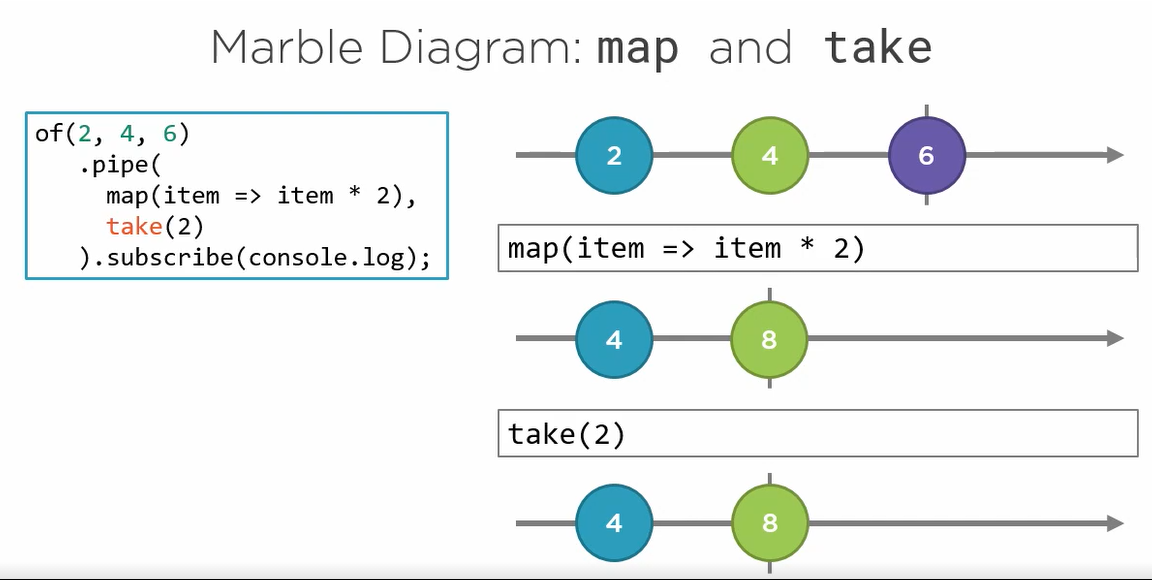 Marble Diagram: map and take
of(2, 4, 6)
.pipe(
map(item => item * 2),
take(2)
).subscribe(console.log);
2 4 6
map(item => item * 2)
4 8
take(2)
4 8